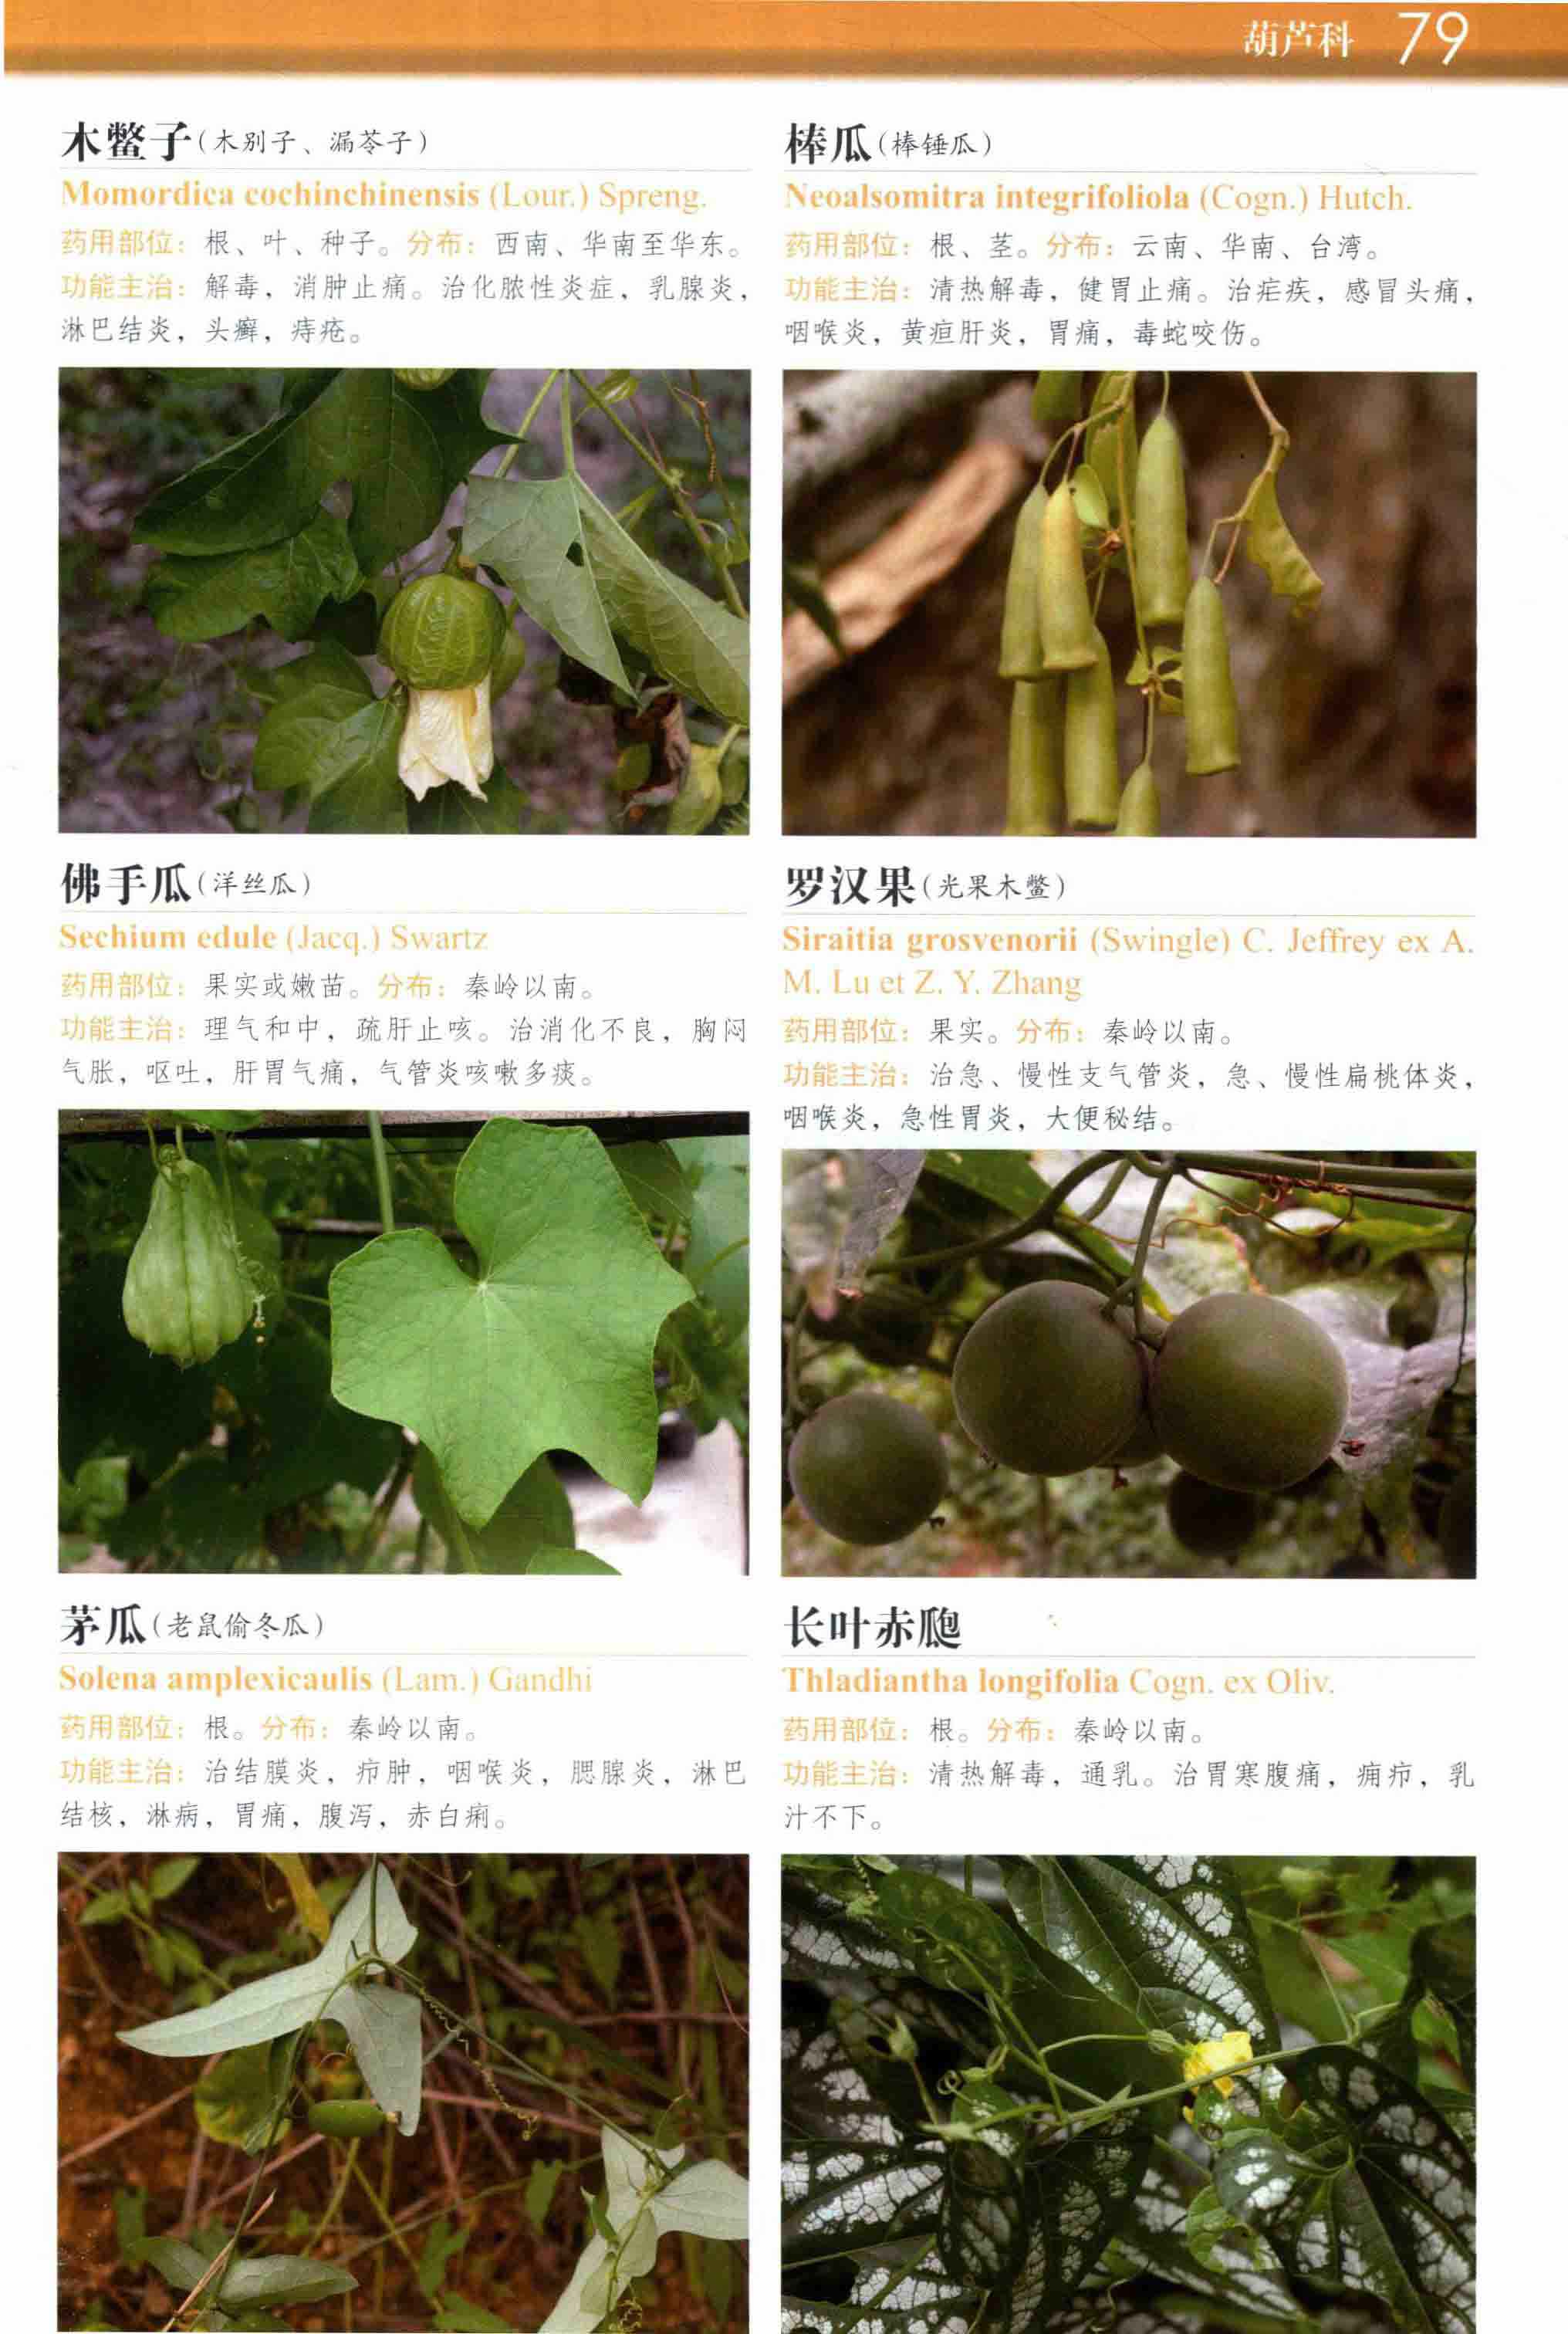 葫芦科 79
木鳖子(木别子、漏苓子)
Momordica cochinchinensis (Lour.) Spreng.
药用部位：根、叶、种子。分布：西南、华南至华东。
功能主治：解毒，消肿止痛。治化脓性炎症，乳腺炎，
淋巴结炎，头癣，痔疮。
棒瓜(棒锤瓜)
Neoalsomitra integrifoliola (Cogn.) Hutch.
药用部位：根、茎。分布：云南、华南、台湾。
功能主治：清热解毒，健胃止痛。治疟疾，感冒头痛，
咽喉炎，黄疸肝炎，胃痛，毒蛇咬伤。
佛手瓜(洋丝瓜)
Sechium edule (Jacq.) Swartz
药用部位：果实或嫩苗。分布：秦岭以南。
功能主治：理气和中，疏肝止咳。治消化不良，胸闷
气胀，呕吐，肝胃气痛，气管炎咳嗽多痰。
罗汉果(光果木鳖)
Siraitia grosvenorii (Swingle) C. Jeffrey ex A.
M. Lu et Z. Y. Zhang
药用部位：果实。分布：秦岭以南。
功能主治：治急、慢性支气管炎，急、慢性扁桃体炎，
咽喉炎，急性胃炎，大便秘结。
茅瓜(老鼠偷冬瓜)
Solena amplexicaulis (Lam.) Gandhi
药用部位：根。分布：秦岭以南。
功能主治：治结膜炎，疖肿，咽喉炎，腮腺炎，淋巴
结核，淋病，胃痛，腹泻，赤白痢。
长叶赤瓟
Thladiantha longifolia Cogn. ex Oliv.
药用部位：根。分布：秦岭以南。
功能主治：清热解毒，通乳。治胃寒腹痛，痈疖，乳
汁不下。